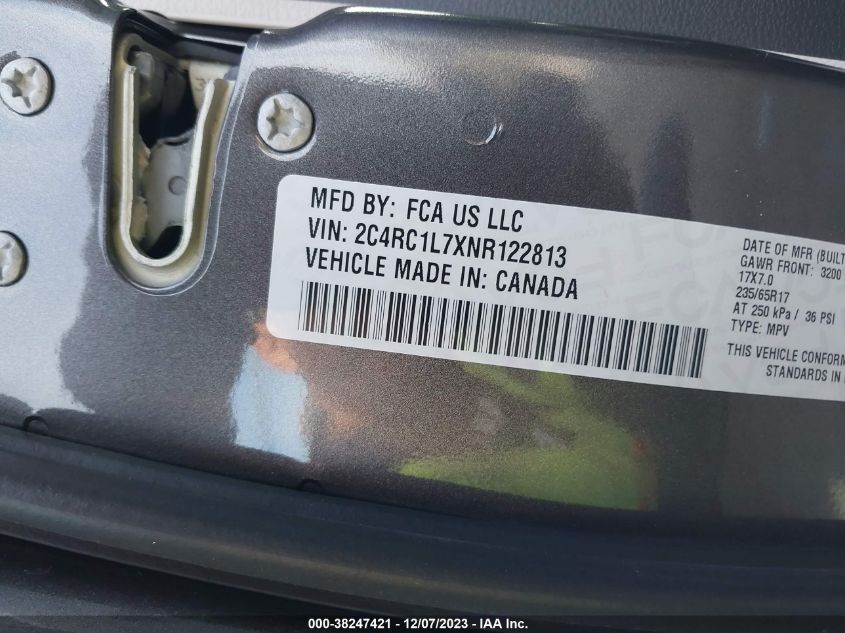 MFD BY: FCA US LLC
VIN: 2C4RC1L7XNR122813
VEHICLE MADE IN: CANADA
DATE OF MFR (BUILT
GAWR FRONT: 3200
17X7.0
235/65R17
AT 250 kPa / 36 PSI
TYPE: MPV
THIS VEHICLE CONFORM
STANDARDS IN
000-38247421 - 12/07/2023 - IAA Inc.